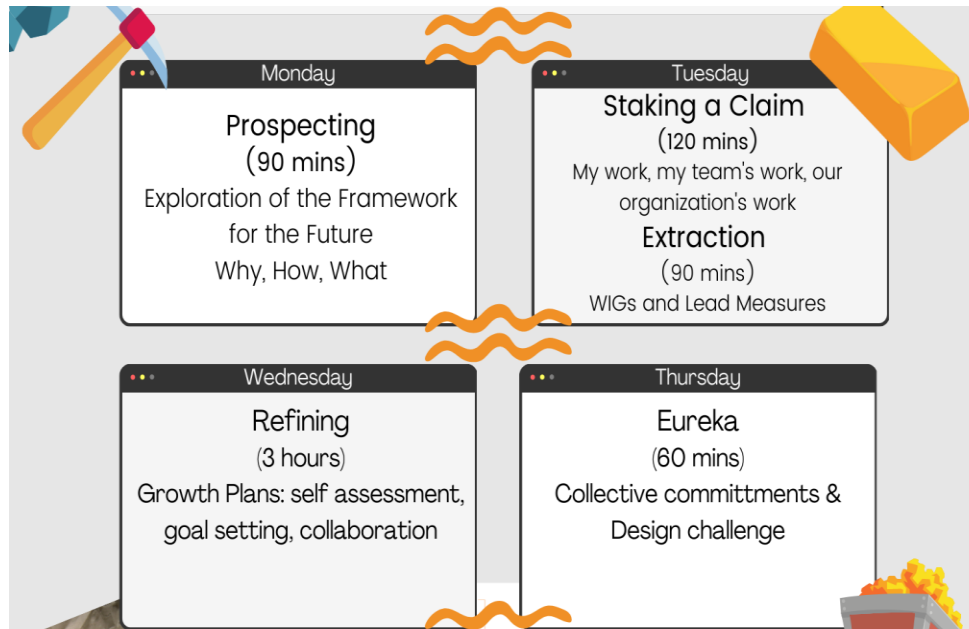 Monday
Prospecting
(90 mins)
Exploration of the Framework
for the Future
Why, How, What
Tuesday
Staking a Claim
(120 mins)
My work, my team's work, our
organization's work
Extraction
(90 mins)
WIGs and Lead Measures
Wednesday
Refining
(3 hours)
Growth Plans: self assessment,
goal setting, collaboration
Thursday
Eureka
(60 mins)
Collective committments &
Design challenge